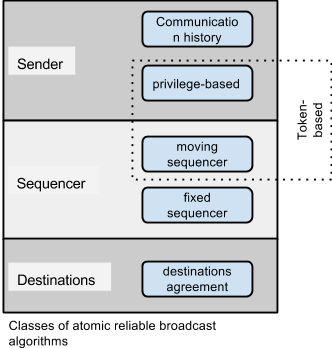 Communicatio
n history
Sender
privilege-based
Token-
based
moving
sequencer
Sequencer
fixed
sequencer
Destinations
destinations
agreement
Classes of atomic reliable broadcast
algorithms